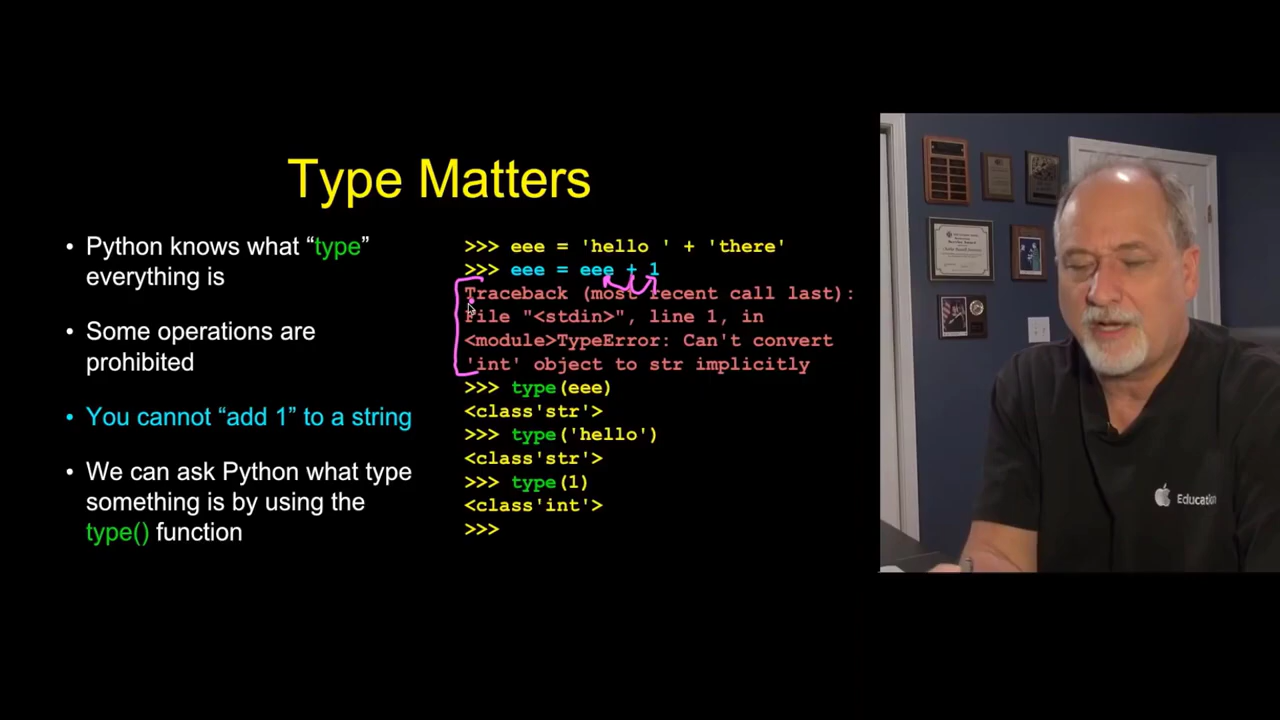 Type Matters
• Python knows what “type”
everything is
• Some operations are
prohibited
• You cannot “add 1” to a string
• We can ask Python what type
something is by using the
type() function
>>> eee = 'hello ' + 'there'
>>> eee = eee + 1
Traceback (most recent call last):
File "<stdin>", line 1, in
<module>TypeError: Can't convert
'int' object to str implicitly
>>> type(eee)
<class'str'>
>>> type('hello')
<class'str'>
>>> type(1)
<class'int'>
>>>
Education